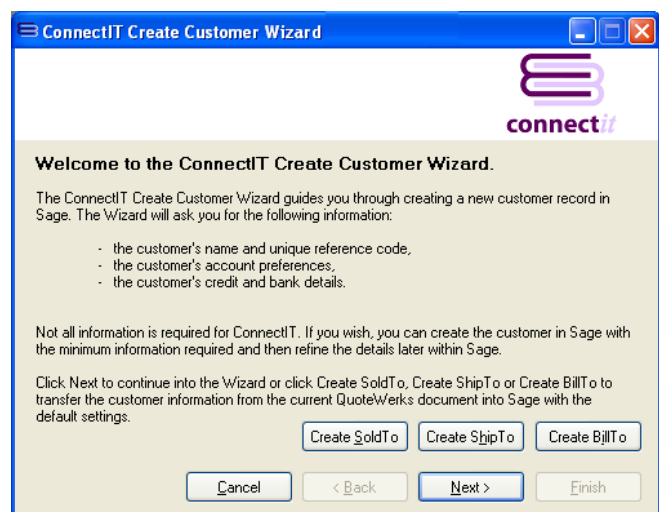 ConnectIT Create Customer Wizard
connectit
Welcome to the ConnectIT Create Customer Wizard.
The ConnectIT Create Customer Wizard guides you through creating a new customer record in
Sage. The Wizard will ask you for the following information:
- the customer's name and unique reference code,
- the customer's account preferences,
- the customer's credit and bank details.
Not all information is required for ConnectIT. If you wish, you can create the customer in Sage with
the minimum information required and then refine the details later within Sage.
Click Next to continue into the Wizard or click Create SoldTo, Create ShipTo or Create BillTo to
transfer the customer information from the current QuoteWerks document into Sage with the
default settings.
Create SoldTo Create ShipTo Create BillTo
Cancel < Back Next > Finish